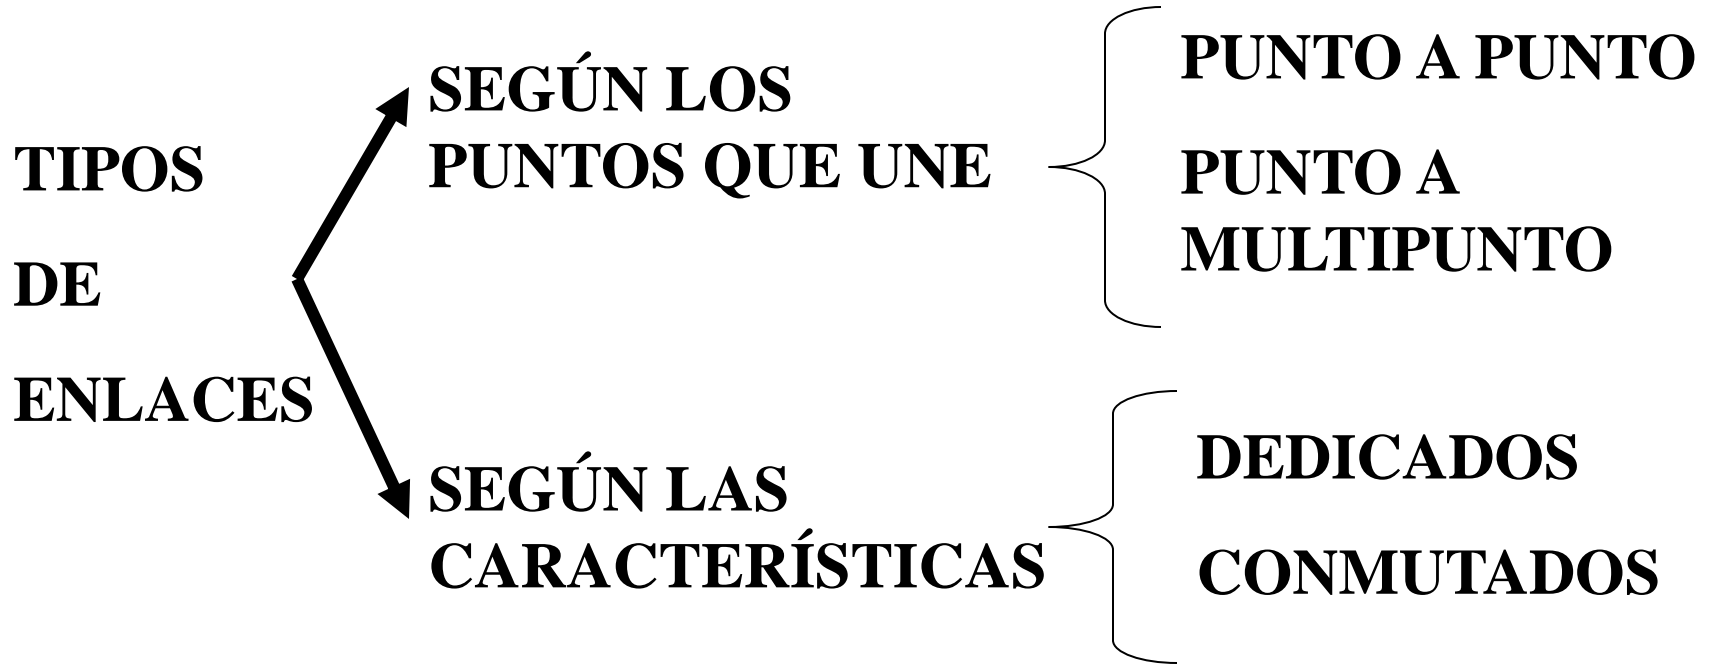 TIPOS
DE
ENLACES
SEGÚN LOS
PUNTOS QUE UNE
PUNTO A PUNTO
PUNTO A
MULTIPUNTO
SEGÚN LAS
CARACTERÍSTICAS
DEDICADOS
CONMUTADOS